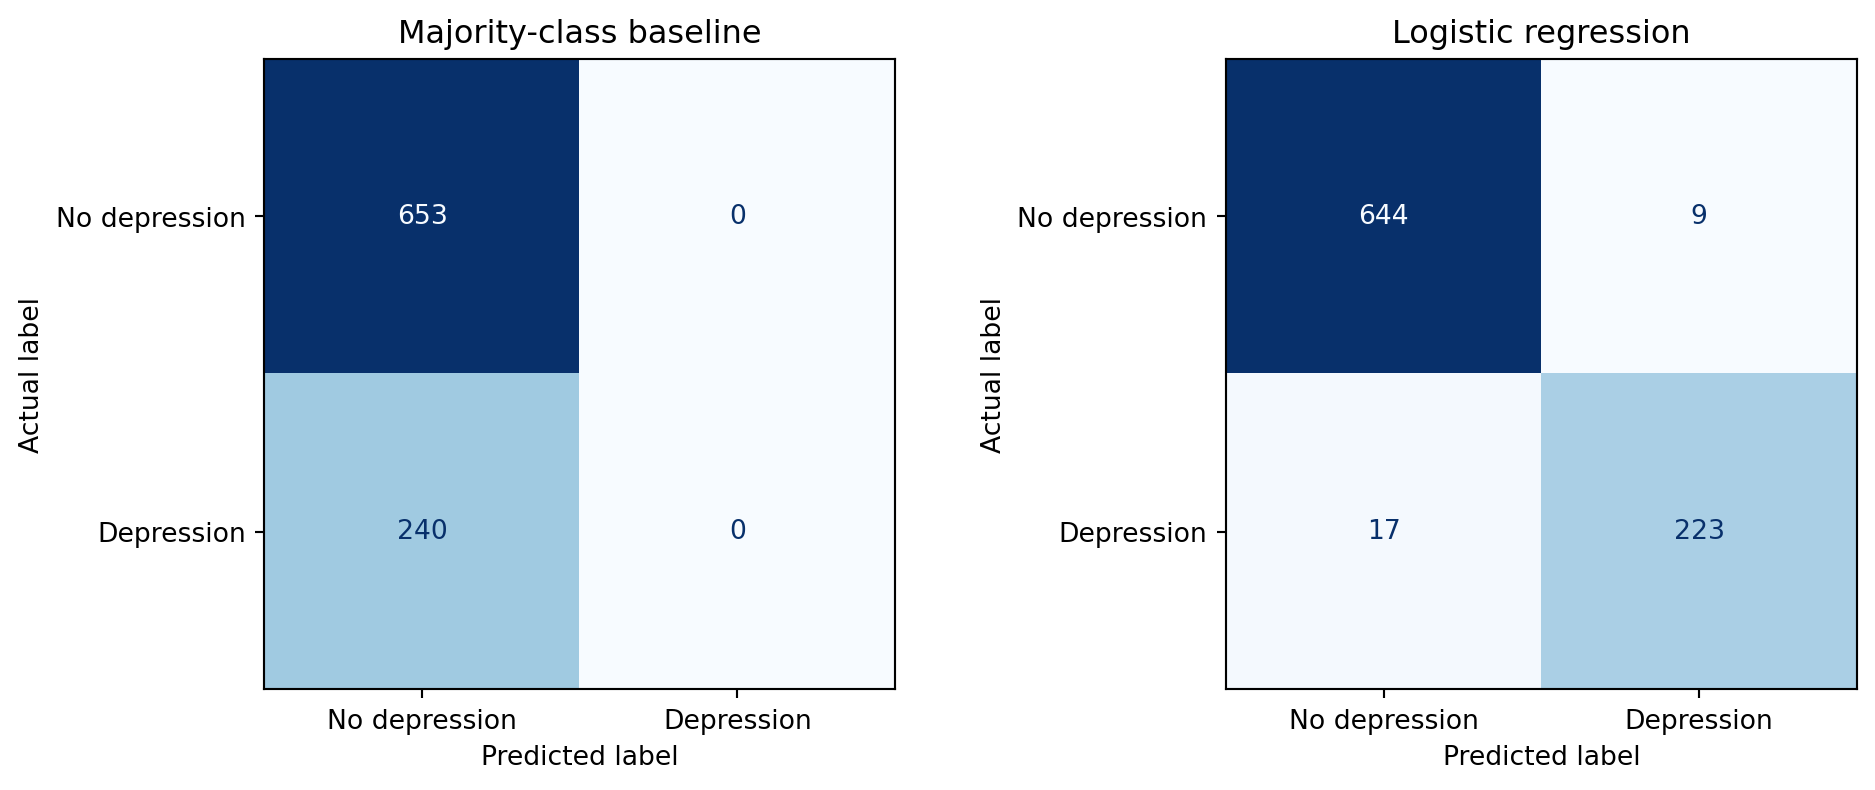 Majority-class baseline
Actual label
No depression
653
0
Depression
240
0
No depression
Depression
Predicted label
Logistic regression
Actual label
No depression
644
9
Depression
17
223
No depression
Depression
Predicted label